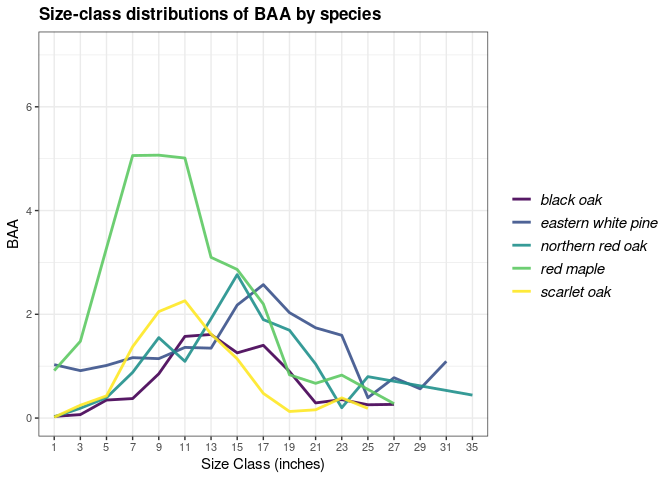 Size-class distributions of BAA by species
BAA
6
4
2
0
1 3 5 7 9 11 13 15 17 19 21 23 25 27 29 31 35
Size Class (inches)
black oak
eastern white pine
northern red oak
red maple
scarlet oak